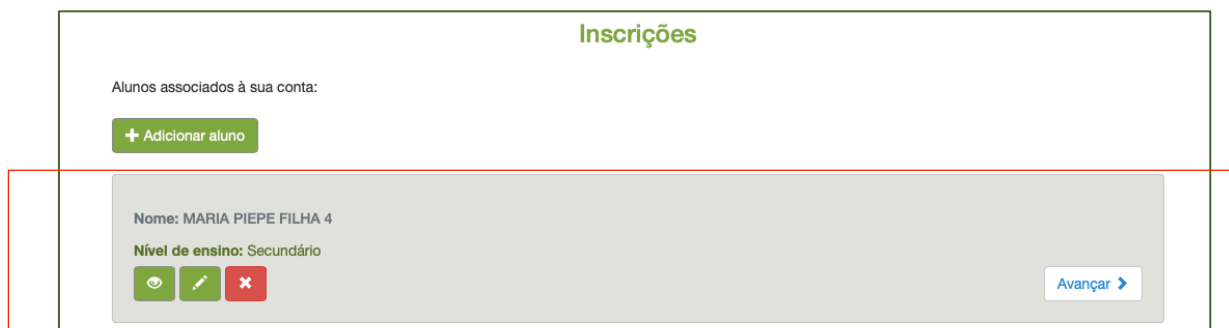 Inscrições
Alunos associados à sua conta:
Adicionar aluno
Nome: MARIA PIEPE FILHA 4
Nível de ensino: Secundário
Avançar